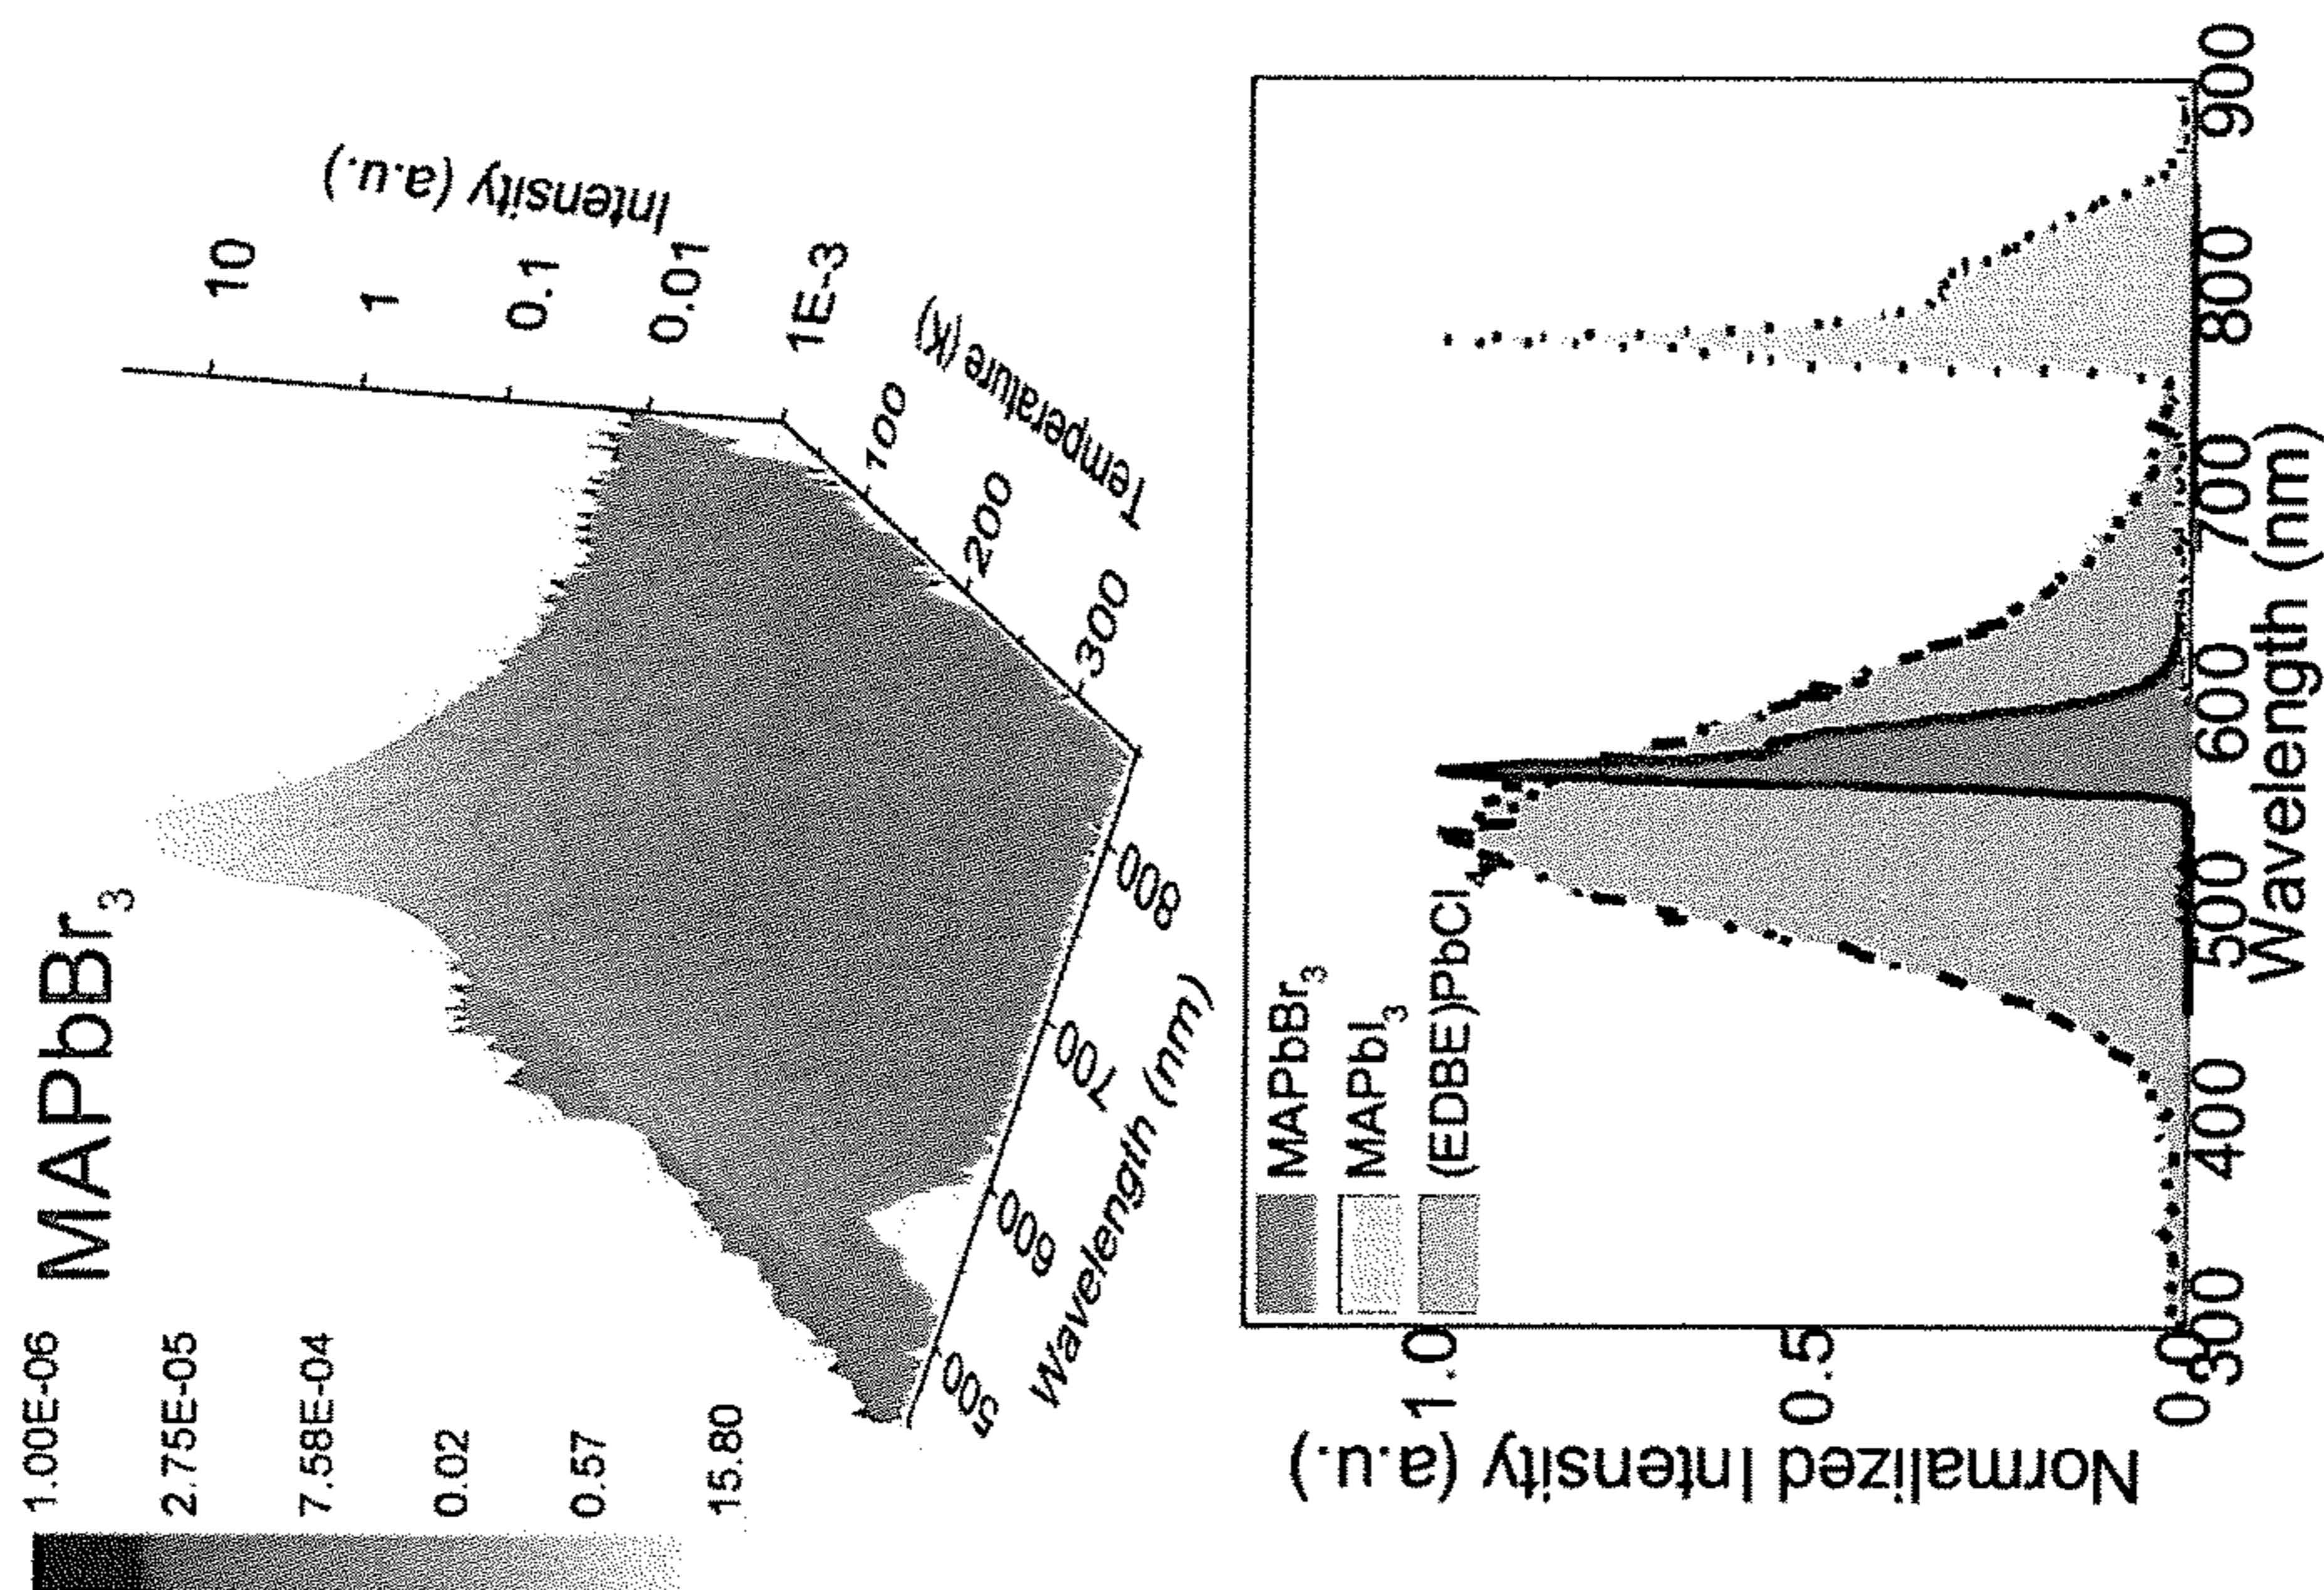 1.00E-06
2.75E-05
7.58E-04
0.02
0.57
15.80
MAPbBr3
Intensity (a.u.)
10
1
0.1
0.01
1E-3
Temperature (K)
100
200
300
Wavelength (nm)
500
600
700
800
MAPbBr3
MAPbI3
(EDBE)PbCl4
Normalized Intensity (a.u.)
1.0
0.5
0.0
300
400
500
600
700
800
900
Wavelength (nm)